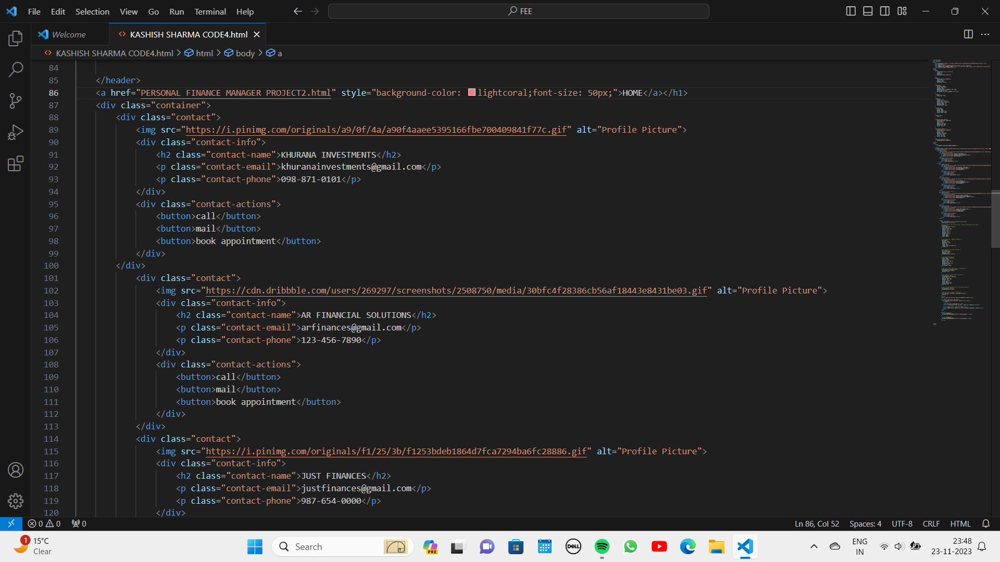 File Edit Selection View Go Run Terminal Help
FEE
Welcome
KASHISH SHARMA CODE4.html
KASHISH SHARMA CODE4.html > html > body > a
84
85 </header>
86 <a href="PERSONAL FINANCE MANAGER PROJECT2.html" style="background-color: lightcoral;font-size: 50px;">HOME</a></h1>
87 <div class="container">
88 <div class="contact">
89 <img src="https://i.pinimg.com/originals/a9/0f/4a/a90f4aaee5395166fbe700409841f77c.gif" alt="Profile Picture">
90 <div class="contact-info">
91 <h2 class="contact-name">KHURANA INVESTMENTS</h2>
92 <p class="contact-email">khuranainvestments@gmail.com</p>
93 <p class="contact-phone">098-871-0101</p>
94 </div>
95 <div class="contact-actions">
96 <button>call</button>
97 <button>mail</button>
98 <button>book appointment</button>
99 </div>
100 </div>
101 <div class="contact">
102 <img src="https://cdn.dribbble.com/users/269297/screenshots/2508750/media/30bfc4f28386cb56af18443e8431be03.gif" alt="Profile Picture">
103 <div class="contact-info">
104 <h2 class="contact-name">AR FINANCIAL SOLUTIONS</h2>
105 <p class="contact-email">arfinances@gmail.com</p>
106 <p class="contact-phone">123-456-7890</p>
107 </div>
108 <div class="contact-actions">
109 <button>call</button>
110 <button>mail</button>
111 <button>book appointment</button>
112 </div>
113 </div>
114 <div class="contact">
115 <img src="https://i.pinimg.com/originals/f1/25/3b/f1253bdeb1864d7fca7294ba6fc28886.gif" alt="Profile Picture">
116 <div class="contact-info">
117 <h2 class="contact-name">JUST FINANCES</h2>
118 <p class="contact-email">justfinances@gmail.com</p>
119 <p class="contact-phone">987-654-0000</p>
120 </div>
0 0 0
Ln 86, Col 52 Spaces: 4 UTF-8 CRLF HTML
1
15°C
Clear
Search
PRE
DELL
ENG
IN
23:48
23-11-2023